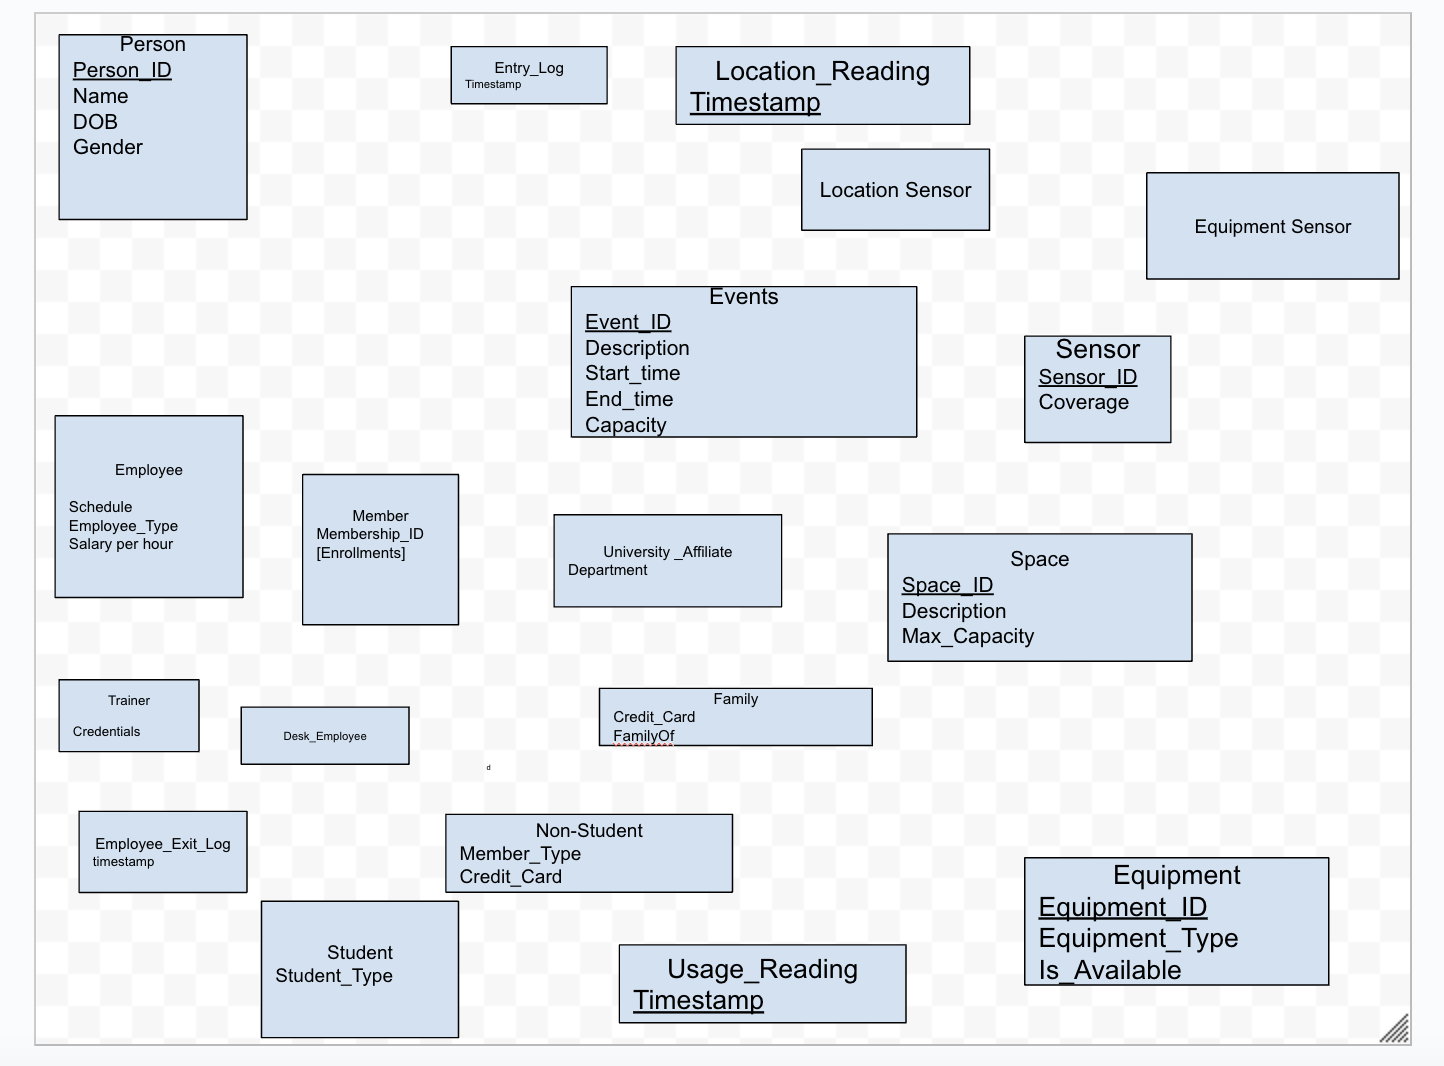 Person
Person_ID
Name
DOB
Gender
Entry_Log
Timestamp
Location_Reading
Timestamp
Location Sensor
Equipment Sensor
Events
Event_ID
Description
Start_time
End_time
Capacity
Sensor
Sensor_ID
Coverage
Employee
Schedule
Employee_Type
Salary per hour
Member
Membership_ID
[Enrollments]
University _Affiliate
Department
Space
Space_ID
Description
Max_Capacity
Trainer
Credentials
Desk_Employee
Family
Credit_Card
FamilyOf
d
Employee_Exit_Log
timestamp
Non-Student
Member_Type
Credit_Card
Student
Student_Type
Usage_Reading
Timestamp
Equipment
Equipment_ID
Equipment_Type
Is_Available